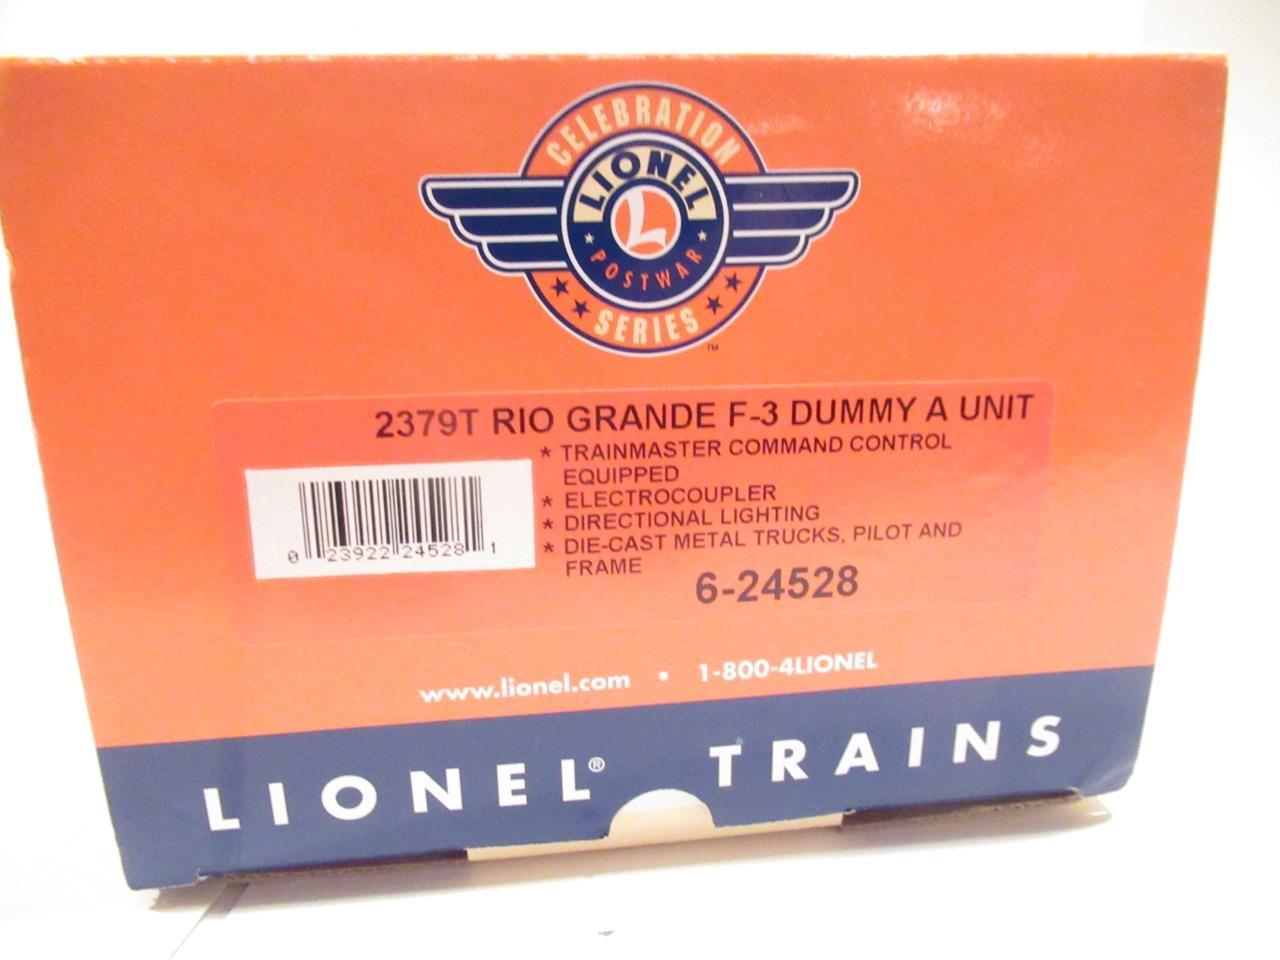 CELEBRATION
LIONEL
L
POSTWAR
SERIES
TM
2379T RIO GRANDE F-3 DUMMY A UNIT
* TRAINMASTER COMMAND CONTROL
EQUIPPED
* ELECTROCOUPLER
* DIRECTIONAL LIGHTING
* DIE-CAST METAL TRUCKS, PILOT AND
FRAME
6-24528
0 23922 24528 1
www.lionel.com • 1-800-4LIONEL
LIONEL® TRAINS